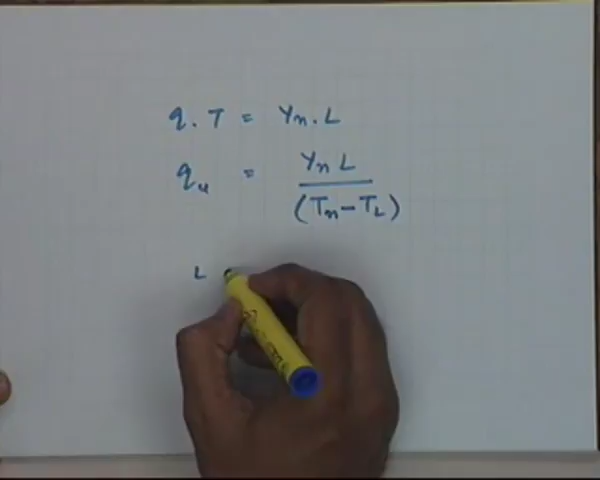 q . T = Yn . L
qu = Yn L / (Tn - TL)
L